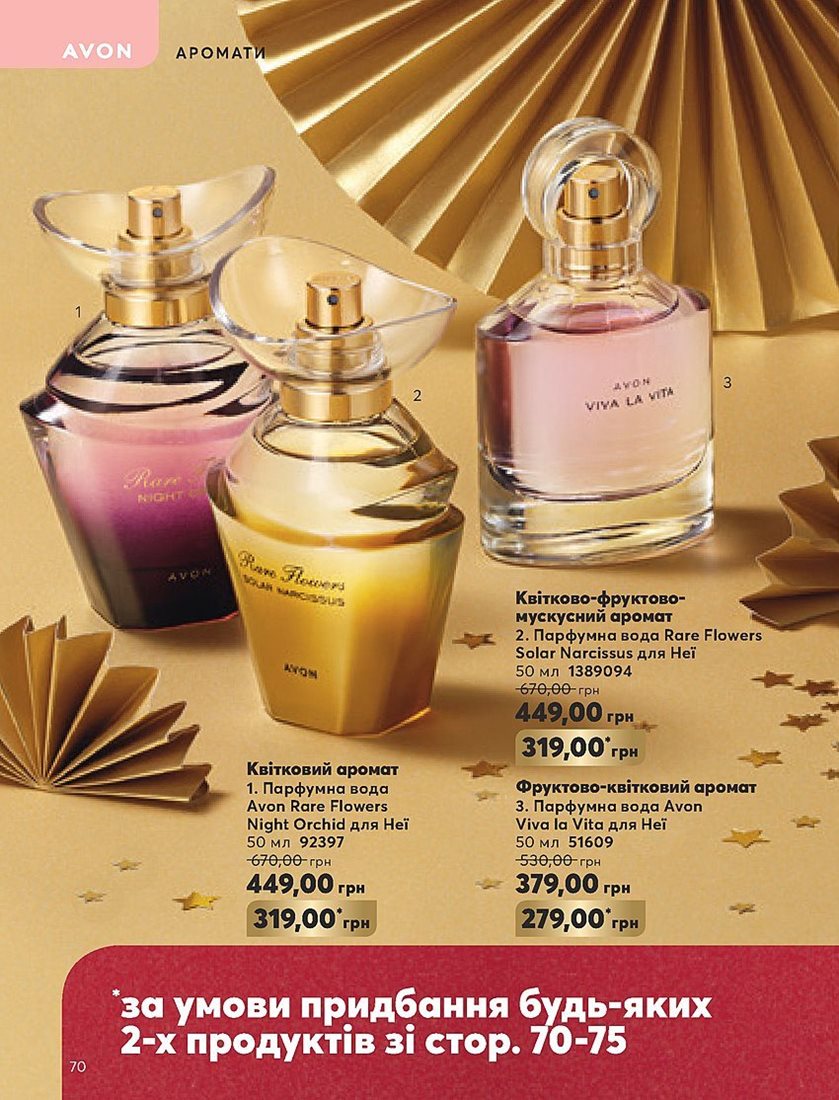 AVON
АРОМАТИ
1
2
3
Rare
NIGHT
AVON
Rare Flowers
SOLAR NARCISSUS
AVON
AVON
VIVA LA VITA
Квітково-фруктово-
мускусний аромат
2. Парфумна вода Rare Flowers
Solar Narcissus для Неї
50 мл 1389094
670,00 грн
449,00 грн
319,00* грн
Квітковий аромат
1. Парфумна вода
Avon Rare Flowers
Night Orchid для Неї
50 мл 92397
670,00 грн
449,00 грн
319,00* грн
Фруктово-квітковий аромат
3. Парфумна вода Avon
Viva la Vita для Неї
50 мл 51609
530,00 грн
379,00 грн
279,00* грн
*за умови придбання будь-яких
2-х продуктів зі стор. 70-75
70